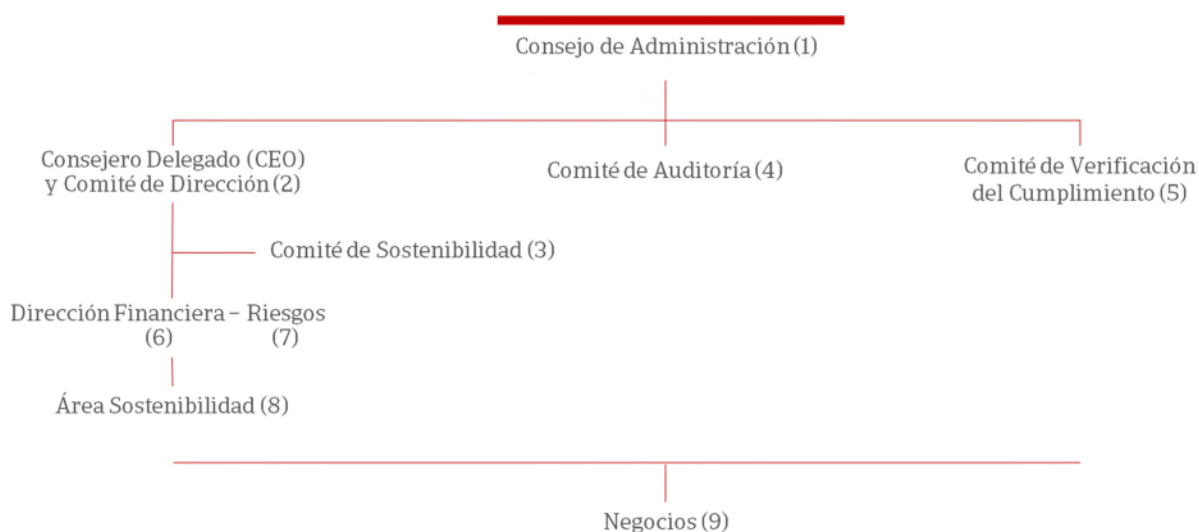 Consejo de Administración (1)
Consejero Delegado (CEO)
y Comité de Dirección (2)
Comité de Auditoría (4)
Comité de Verificación
del Cumplimiento (5)
Comité de Sostenibilidad (3)
Dirección Financiera – Riesgos
(6) (7)
Área Sostenibilidad (8)
Negocios (9)